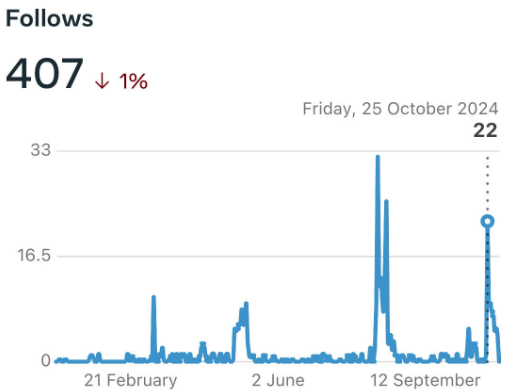 Follows
407 ↓ 1%
Friday, 25 October 2024
22
33
16.5
0
21 February 2 June 12 September